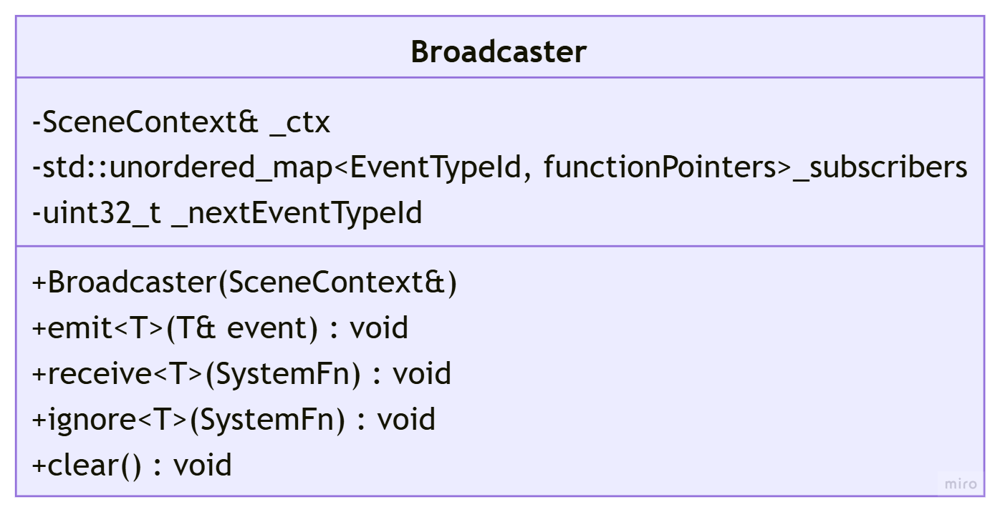 Broadcaster
-SceneContext& _ctx
-std::unordered_map<EventTypeId, functionPointers>_subscribers
-uint32_t _nextEventTypeId
+Broadcaster(SceneContext&)
+emit<T>(T& event) : void
+receive<T>(SystemFn) : void
+ignore<T>(SystemFn) : void
+clear() : void
miro